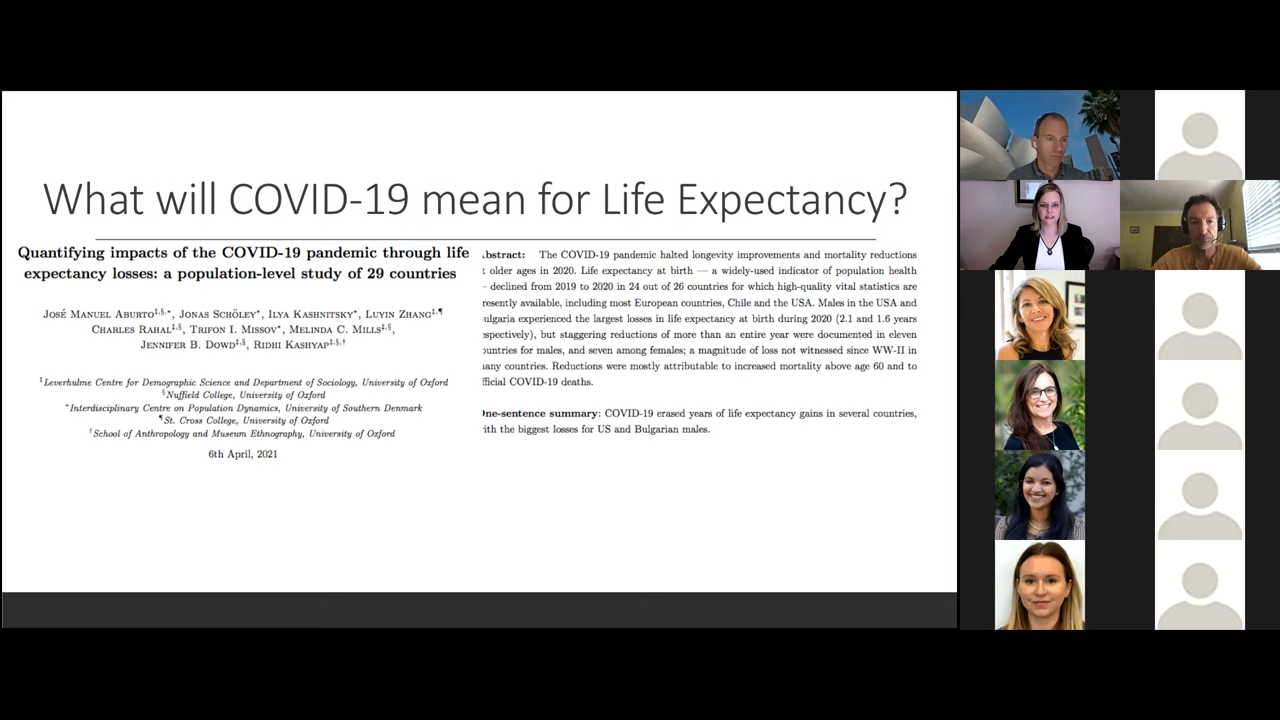 What will COVID-19 mean for Life Expectancy?
Quantifying impacts of the COVID-19 pandemic through life
expectancy losses: a population-level study of 29 countries
José Manuel Aburto‡,§,*, Jonas Schöley*, Ilya Kashnitsky*, Luyin Zhang‡,¶
Charles Rahal‡,§, Trifon I. Missov*, Melinda C. Mills‡,§,
Jennifer B. Dowd‡,§, Ridhi Kashyap‡,§,†
‡Leverhulme Centre for Demographic Science and Department of Sociology, University of Oxford
§Nuffield College, University of Oxford
*Interdisciplinary Centre on Population Dynamics, University of Southern Denmark
¶St. Cross College, University of Oxford
†School of Anthropology and Museum Ethnography, University of Oxford
6th April, 2021
bstract: The COVID-19 pandemic halted longevity improvements and mortality reductions
t older ages in 2020. Life expectancy at birth — a widely-used indicator of population health
– declined from 2019 to 2020 in 24 out of 26 countries for which high-quality vital statistics are
resently available, including most European countries, Chile and the USA. Males in the USA and
ulgaria experienced the largest losses in life expectancy at birth during 2020 (2.1 and 1.6 years
espectively), but staggering reductions of more than an entire year were documented in eleven
ountries for males, and seven among females; a magnitude of loss not witnessed since WW-II in
any countries. Reductions were mostly attributable to increased mortality above age 60 and to
fficial COVID-19 deaths.
ne-sentence summary: COVID-19 erased years of life expectancy gains in several countries,
ith the biggest losses for US and Bulgarian males.